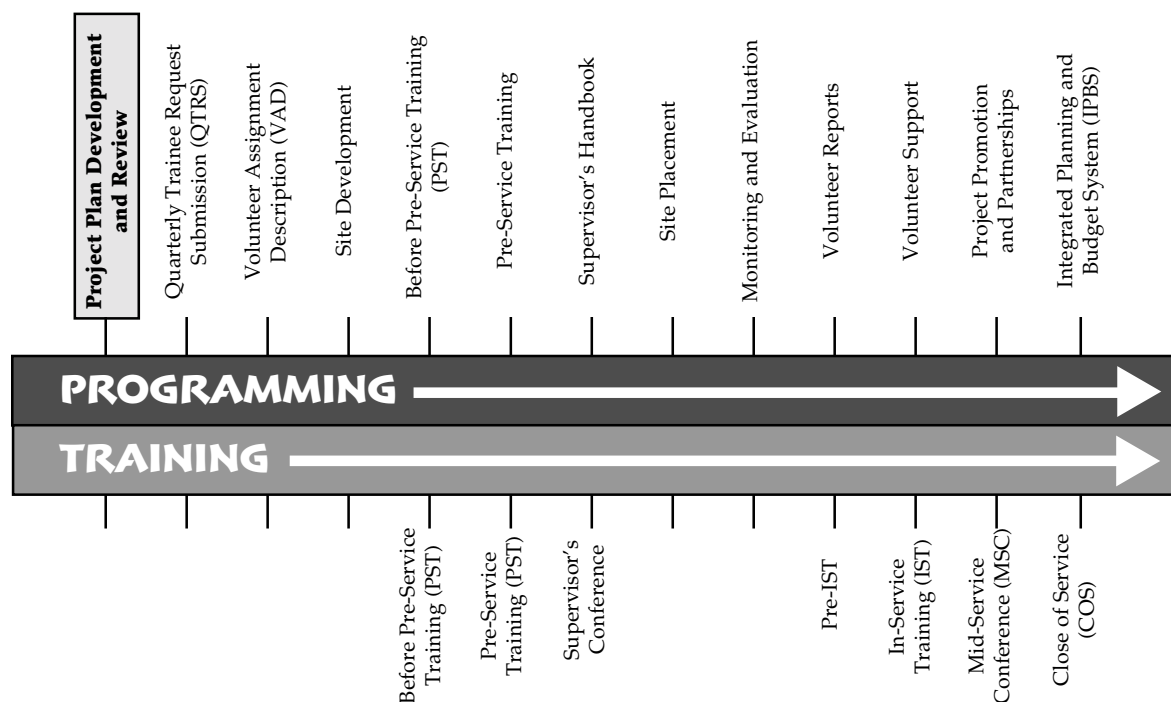 Project Plan Development
and Review
Quarterly Trainee Request
Submission (QTRS)
Volunteer Assignment
Description (VAD)
Site Development
Before Pre-Service Training
(PST)
Pre-Service Training
Supervisor's Handbook
Site Placement
Monitoring and Evaluation
Volunteer Reports
Volunteer Support
Project Promotion
and Partnerships
Integrated Planning and
Budget System (IPBS)
PROGRAMMING
TRAINING
Before Pre-Service
Training (PST)
Pre-Service
Training (PST)
Supervisor's
Conference
Pre-IST
In-Service
Training (IST)
Mid-Service
Conference (MSC)
Close of Service
(COS)